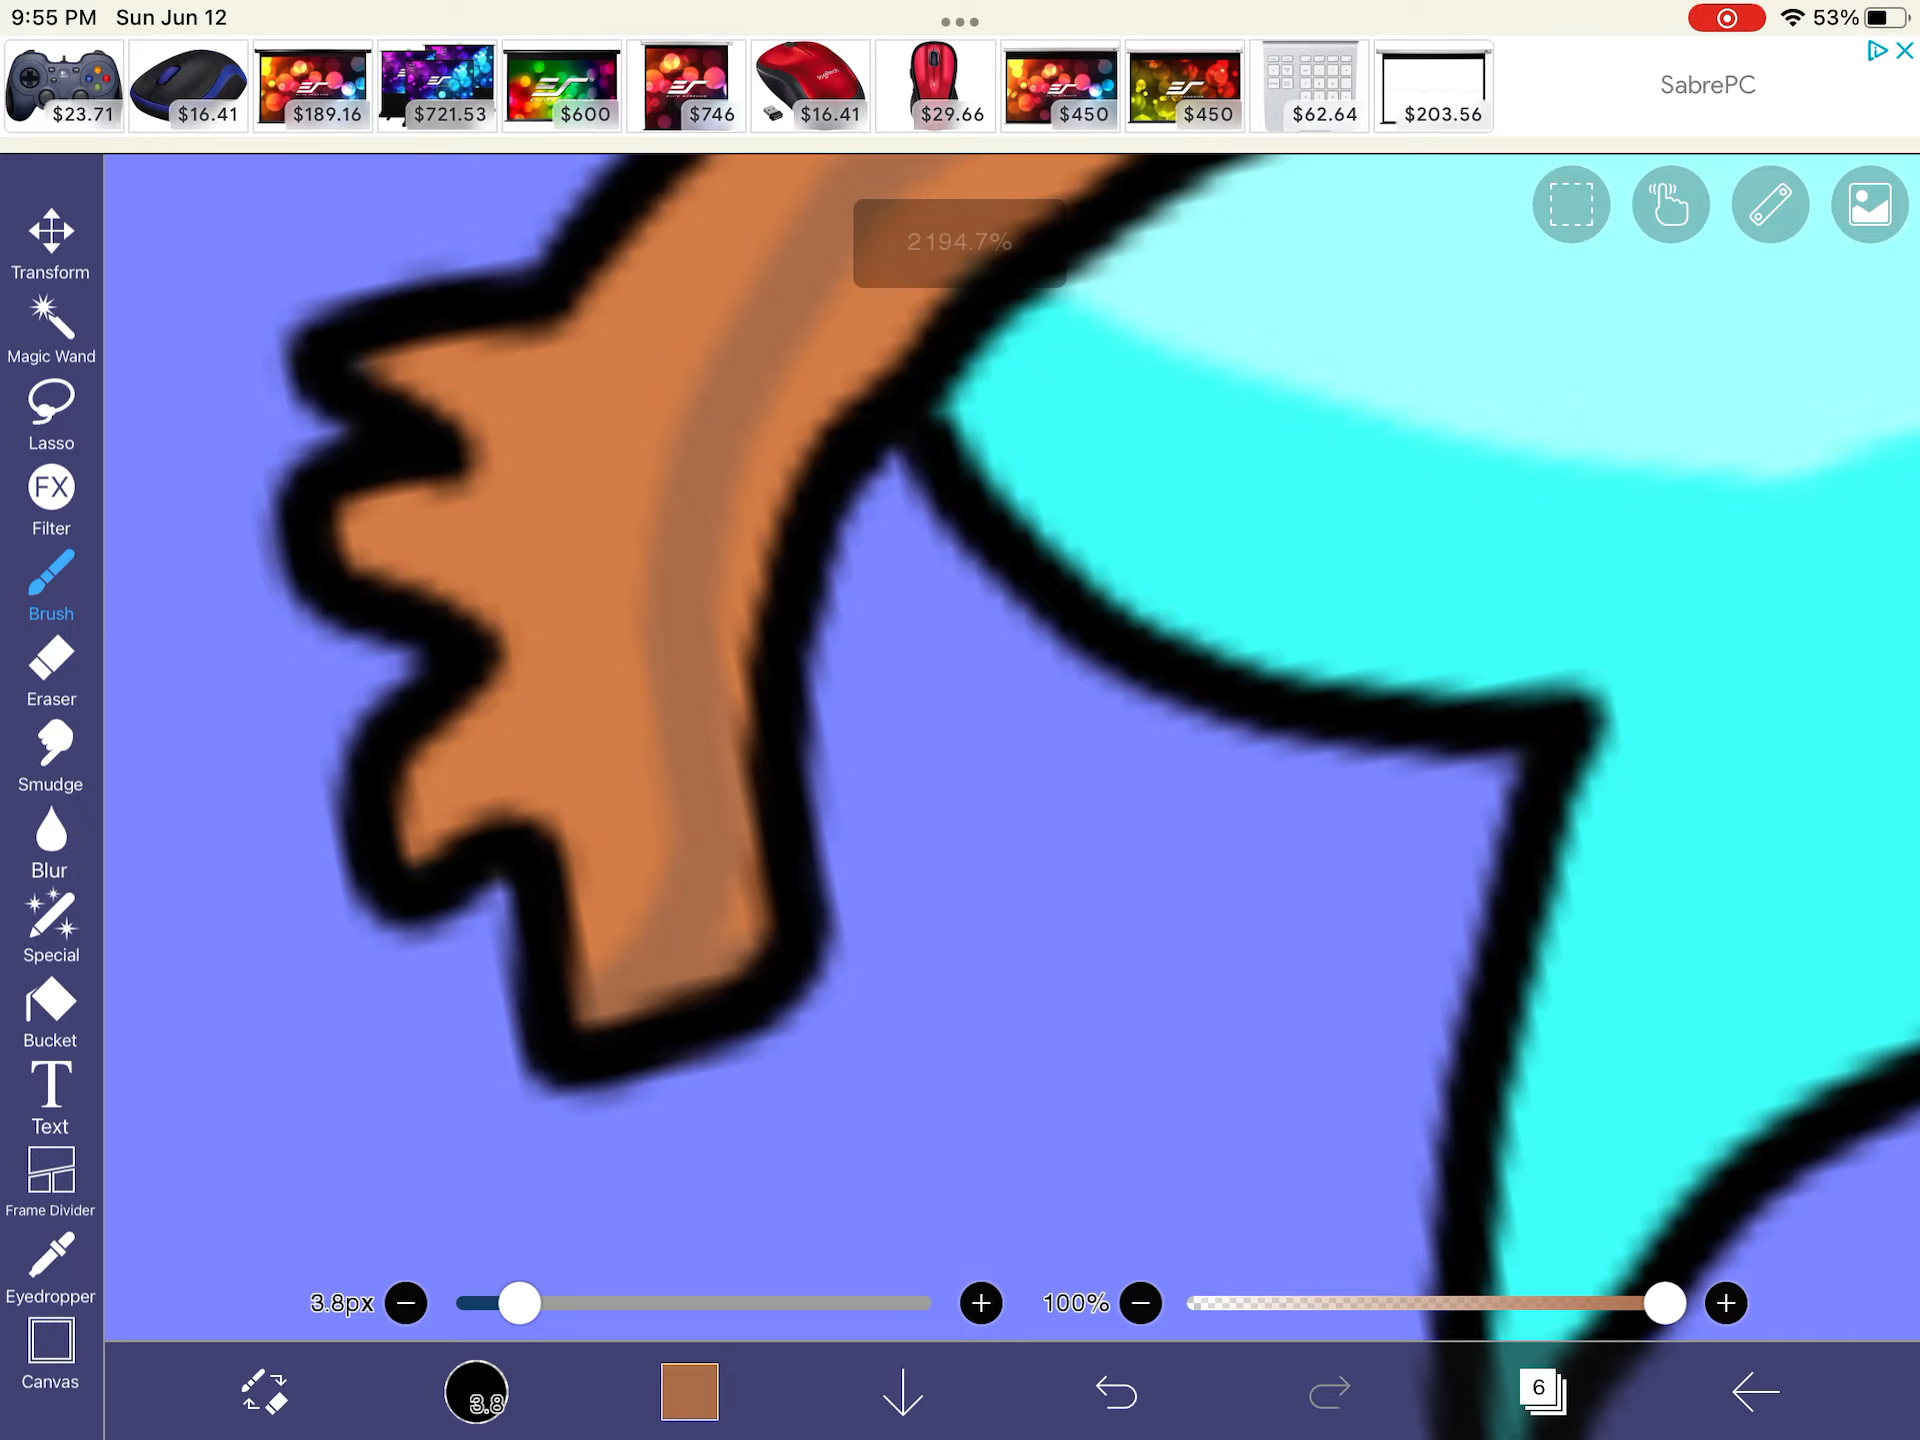 9:55 PM Sun Jun 12
53%
$23.71
$16.41
$189.16
$721.53
$600
$746
logitech
$16.41
$29.66
$450
$450
$62.64
$203.56
SabrePC
2194.7%
Transform
Magic Wand
Lasso
FX
Filter
Brush
Eraser
Smudge
Blur
Special
Bucket
T
Text
Frame Divider
Eyedropper
Canvas
3.8px
100%
3.8
6